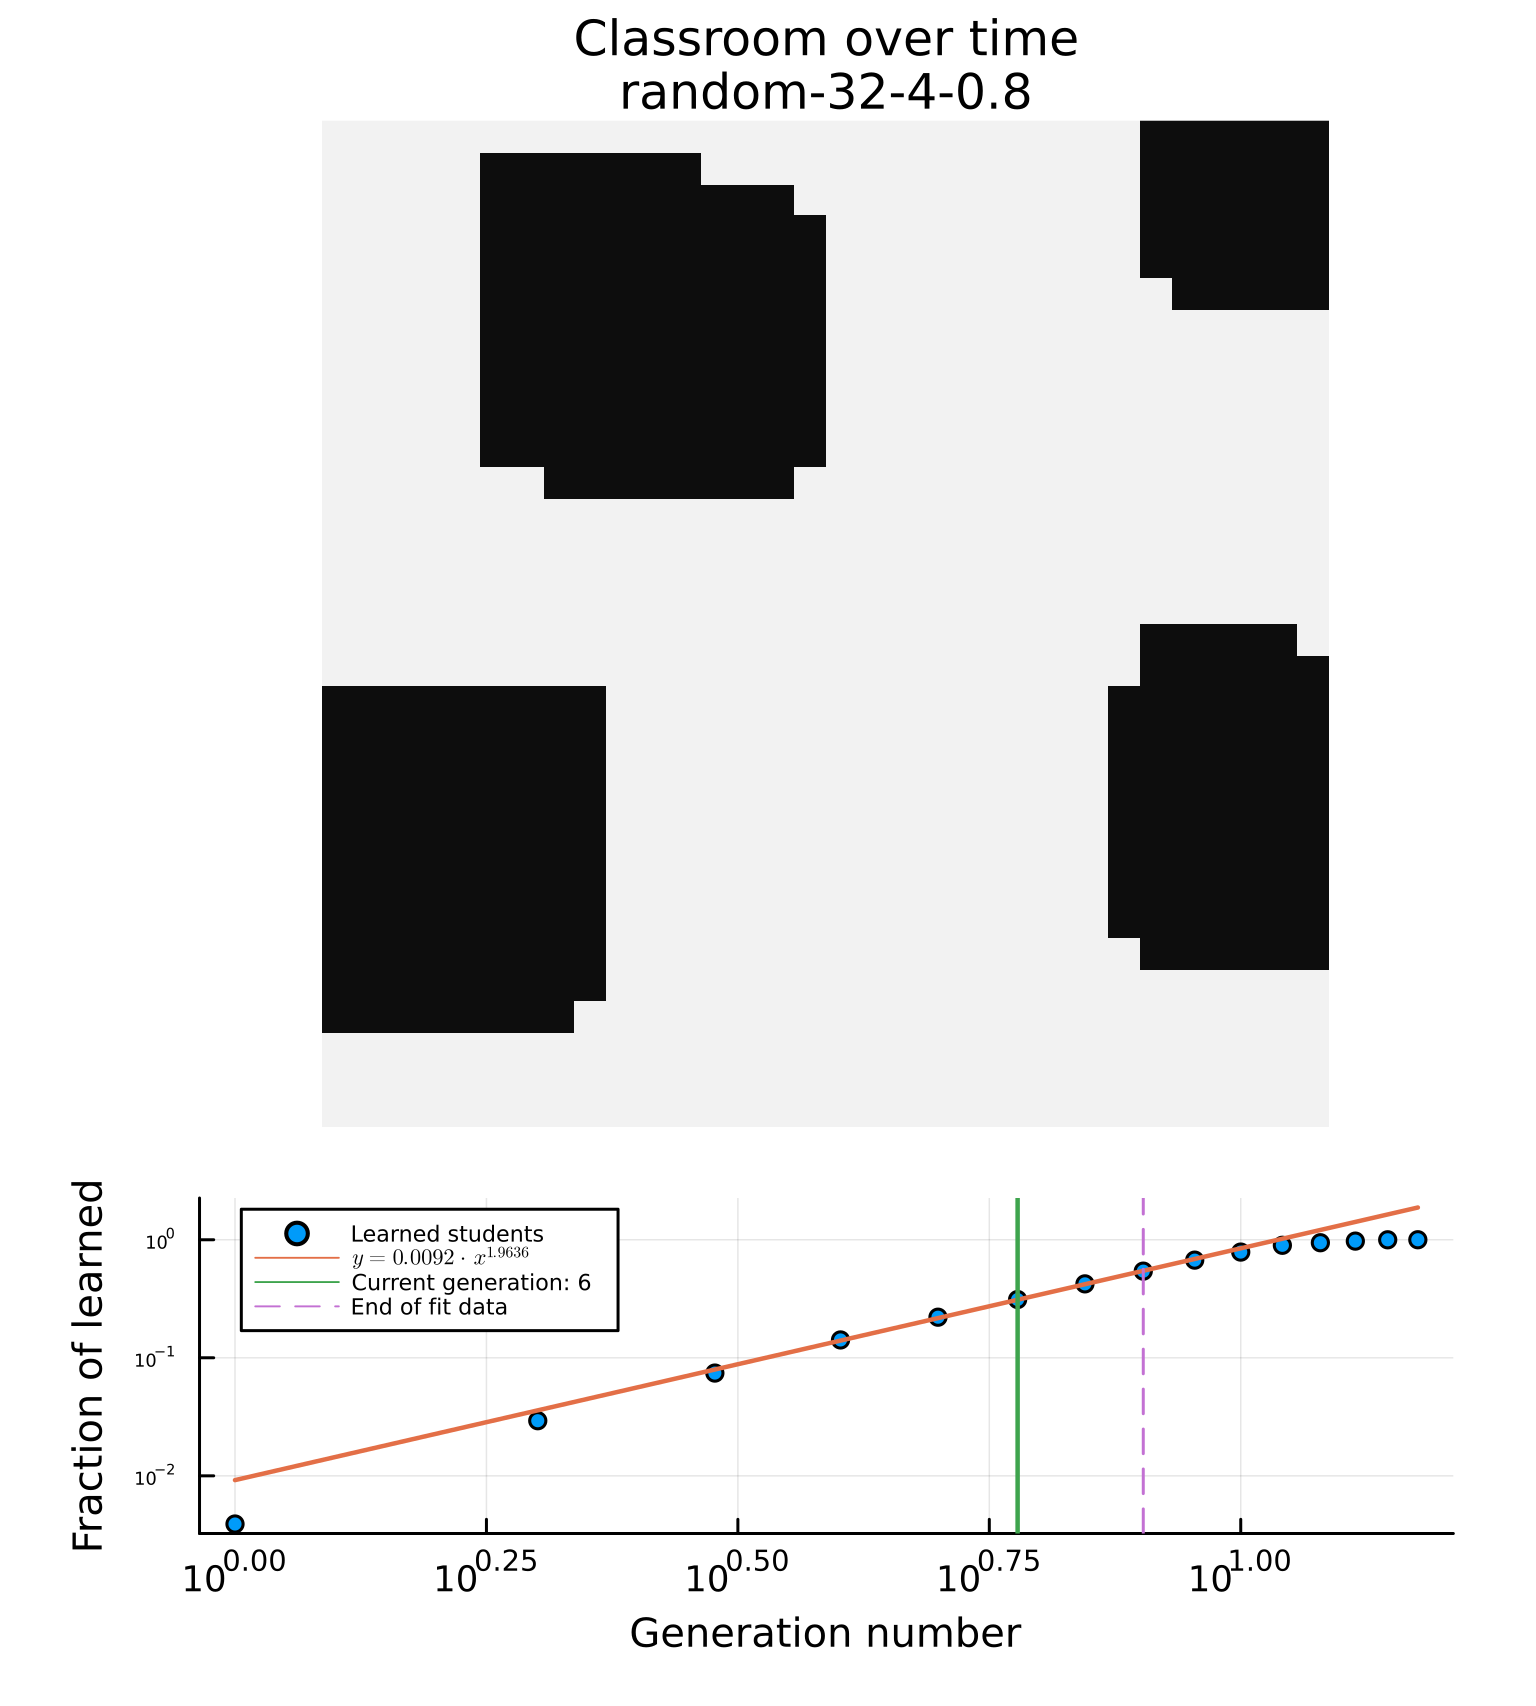 Classroom over time
random-32-4-0.8
Fraction of learned
10⁰
10⁻¹
10⁻²
Learned students
y = 0.0092 · x^1.9636
Current generation: 6
End of fit data
10^0.00 10^0.25 10^0.50 10^0.75 10^1.00
Generation number